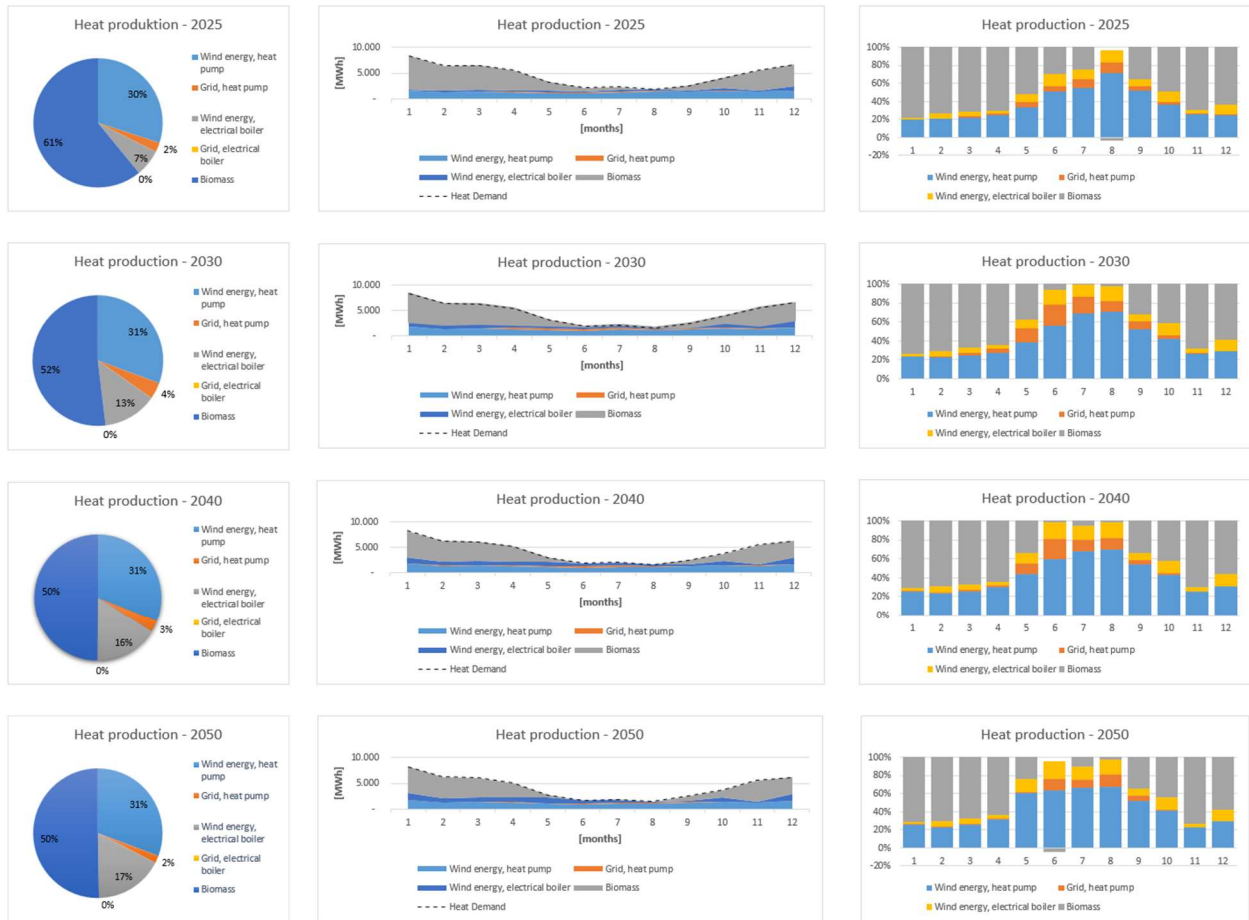 Heat produktion - 2025
Wind energy, heat
pump
Grid, heat pump
Wind energy,
electrical boiler
Grid, electrical
boiler
Biomass
30%
2%
7%
0%
61%
Heat production - 2025
[MWh]
10.000
5.000
-
1 2 3 4 5 6 7 8 9 10 11 12
[months]
Wind energy, heat pump Grid, heat pump
Wind energy, electrical boiler Biomass
Heat Demand
Heat production - 2025
100%
80%
60%
40%
20%
0%
-20%
1 2 3 4 5 6 7 8 9 10 11 12
Wind energy, heat pump Grid, heat pump
Wind energy, electrical boiler Biomass
Heat production - 2030
Wind energy, heat
pump
Grid, heat pump
Wind energy,
electrical boiler
Grid, electrical
boiler
Biomass
31%
4%
13%
0%
52%
Heat production - 2030
[MWh]
10.000
5.000
-
1 2 3 4 5 6 7 8 9 10 11 12
[months]
Wind energy, heat pump Grid, heat pump
Wind energy, electrical boiler Biomass
Heat Demand
Heat production - 2030
100%
80%
60%
40%
20%
0%
1 2 3 4 5 6 7 8 9 10 11 12
Wind energy, heat pump Grid, heat pump
Wind energy, electrical boiler Biomass
Heat production - 2040
Wind energy, heat
pump
Grid, heat pump
Wind energy,
electrical boiler
Grid, electrical
boiler
Biomass
31%
3%
16%
0%
50%
Heat production - 2040
[MWh]
10.000
5.000
-
1 2 3 4 5 6 7 8 9 10 11 12
[months]
Wind energy, heat pump Grid, heat pump
Wind energy, electrical boiler Biomass
Heat Demand
Heat production - 2040
100%
80%
60%
40%
20%
0%
1 2 3 4 5 6 7 8 9 10 11 12
Wind energy, heat pump Grid, heat pump
Wind energy, electrical boiler Biomass
Heat production - 2050
Wind energy, heat
pump
Grid, heat pump
Wind energy,
electrical boiler
Grid, electrical
boiler
Biomass
31%
2%
17%
0%
50%
Heat production - 2050
[MWh]
10.000
5.000
-
1 2 3 4 5 6 7 8 9 10 11 12
[months]
Wind energy, heat pump Grid, heat pump
Wind energy, electrical boiler Biomass
Heat Demand
Heat production - 2050
100%
80%
60%
40%
20%
0%
-20%
1 2 3 4 5 6 7 8 9 10 11 12
Wind energy, heat pump Grid, heat pump
Wind energy, electrical boiler Biomass